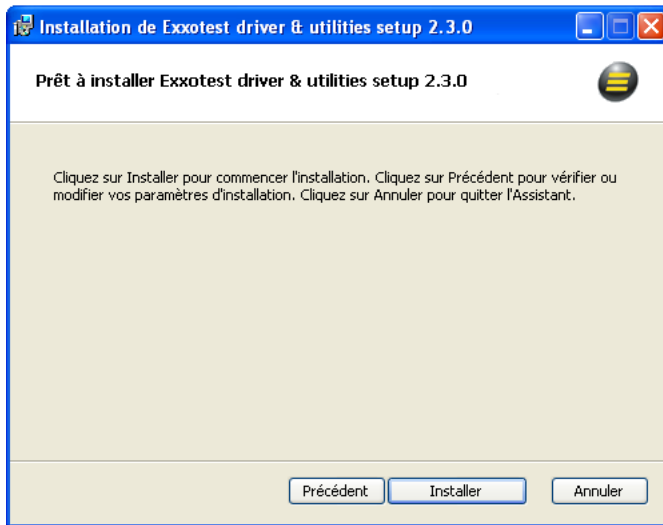 Installation de Exxotest driver & utilities setup 2.3.0
Prêt à installer Exxotest driver & utilities setup 2.3.0
Cliquez sur Installer pour commencer l'installation. Cliquez sur Précédent pour vérifier ou
modifier vos paramètres d'installation. Cliquez sur Annuler pour quitter l'Assistant.
Précédent Installer Annuler